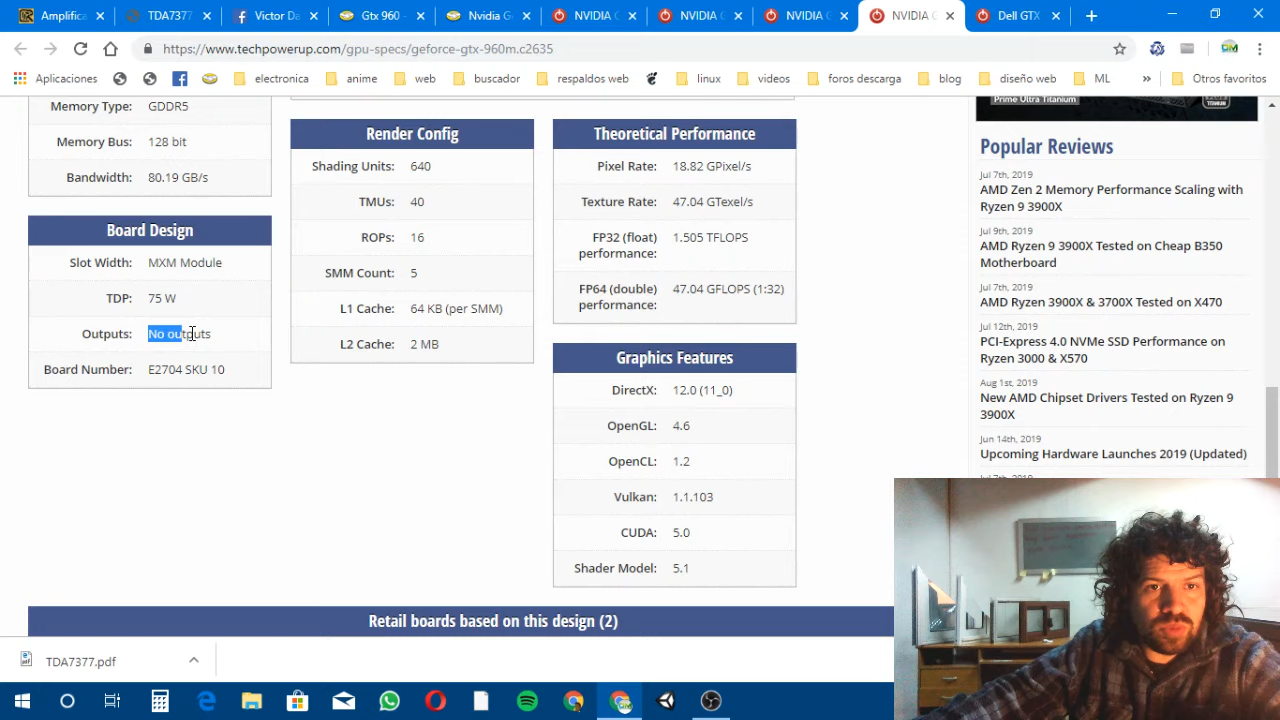 Amplifica
TDA7377
Victor Da
Gtx 960
Nvidia G
NVIDIA
NVIDIA
NVIDIA
NVIDIA G
Dell GTX
https://www.techpowerup.com/gpu-specs/geforce-gtx-960m.c2635
Aplicaciones
electronica
anime
web
buscador
respaldos web
linux
videos
foros descarga
blog
diseño web
ML
»
Otros favoritos
Memory Type: GDDR5
Memory Bus: 128 bit
Bandwidth: 80.19 GB/s
Board Design
Slot Width: MXM Module
TDP: 75 W
Outputs: No outputs
Board Number: E2704 SKU 10
Render Config
Shading Units: 640
TMUs: 40
ROPs: 16
SMM Count: 5
L1 Cache: 64 KB (per SMM)
L2 Cache: 2 MB
Theoretical Performance
Pixel Rate: 18.82 GPixel/s
Texture Rate: 47.04 GTexel/s
FP32 (float) 1.505 TFLOPS
performance:
FP64 (double) 47.04 GFLOPS (1:32)
performance:
Graphics Features
DirectX: 12.0 (11_0)
OpenGL: 4.6
OpenCL: 1.2
Vulkan: 1.1.103
CUDA: 5.0
Shader Model: 5.1
Retail boards based on this design (2)
Prime Ultra Titanium
Popular Reviews
Jul 7th, 2019
AMD Zen 2 Memory Performance Scaling with
Ryzen 9 3900X
Jul 9th, 2019
AMD Ryzen 9 3900X Tested on Cheap B350
Motherboard
Jul 7th, 2019
AMD Ryzen 3900X & 3700X Tested on X470
Jul 12th, 2019
PCI-Express 4.0 NVMe SSD Performance on
Ryzen 3000 & X570
Aug 1st, 2019
New AMD Chipset Drivers Tested on Ryzen 9
3900X
Jun 14th, 2019
Upcoming Hardware Launches 2019 (Updated)
TDA7377.pdf